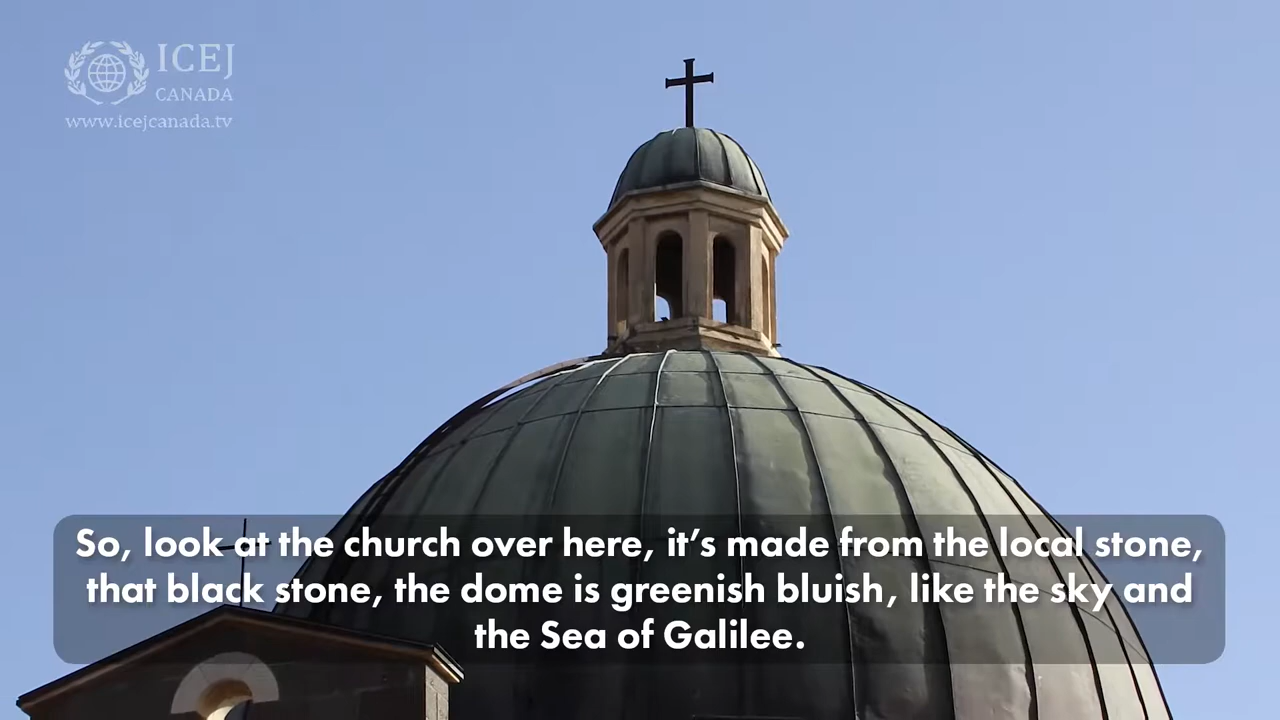 ICEJ
CANADA
www.icejcanada.tv
So, look at the church over here, it's made from the local stone,
that black stone, the dome is greenish bluish, like the sky and
the Sea of Galilee.